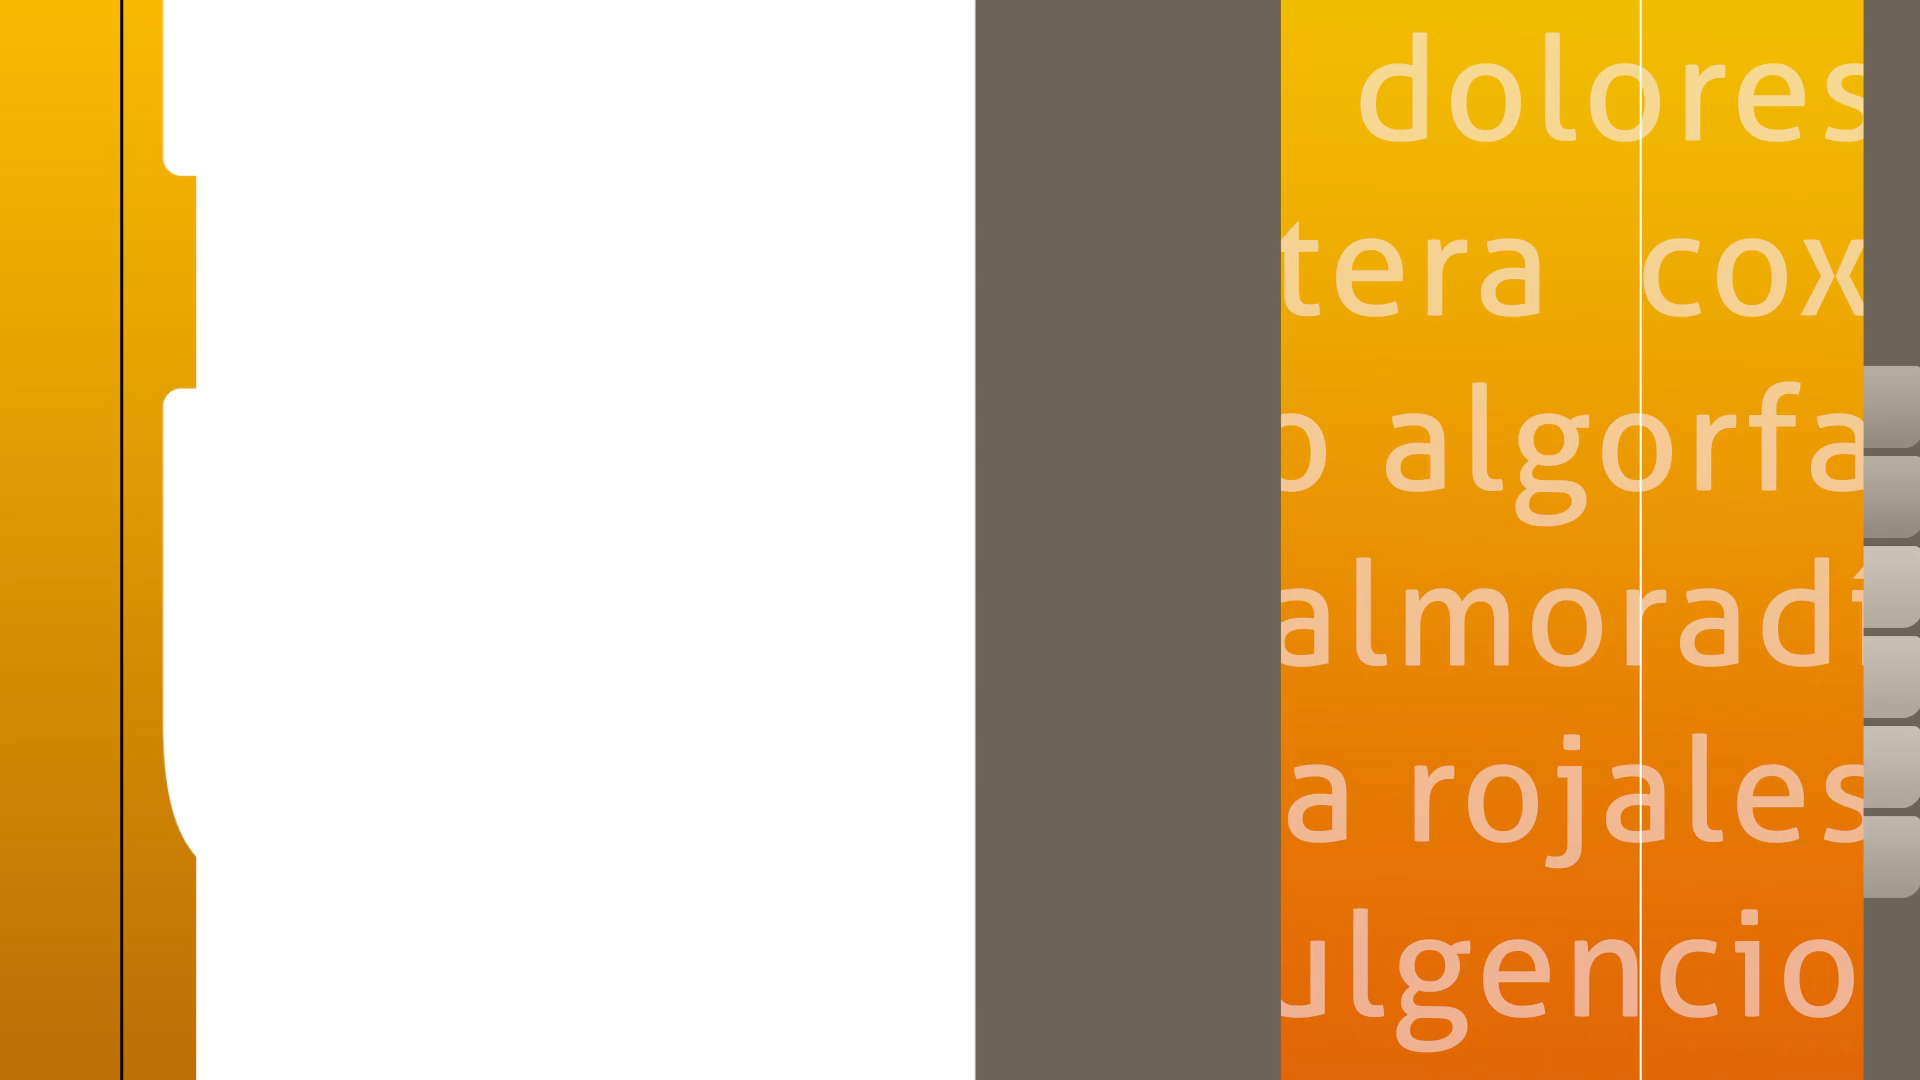 dolores
tera cox
o algorfa
almoradí
a rojales
ulgencio